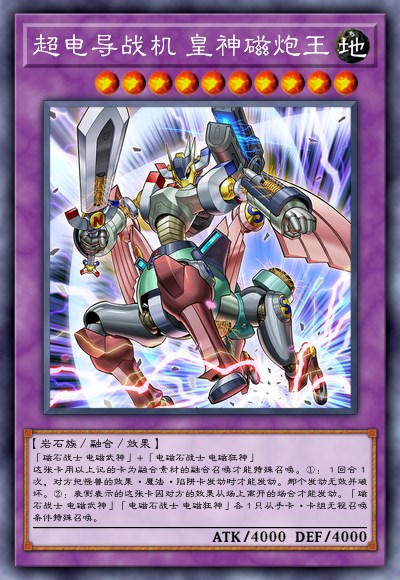 超电导战机 皇神磁炮王 地
N
S
【岩石族／融合／效果】
「磁石战士 电磁武神」+「电磁石战士 电磁狂神」
这张卡用以上记的卡为融合素材的融合召唤才能特殊召唤。①：1回合1
次，对方把怪兽的效果·魔法·陷阱卡发动时才能发动。那个发动无效并破
坏。②：表侧表示的这张卡因对方的效果从场上离开的场合才能发动。「磁
石战士 电磁武神」「电磁石战士 电磁狂神」各1只从手卡·卡组无视召唤
条件特殊召唤。
ATK/4000 DEF/4000